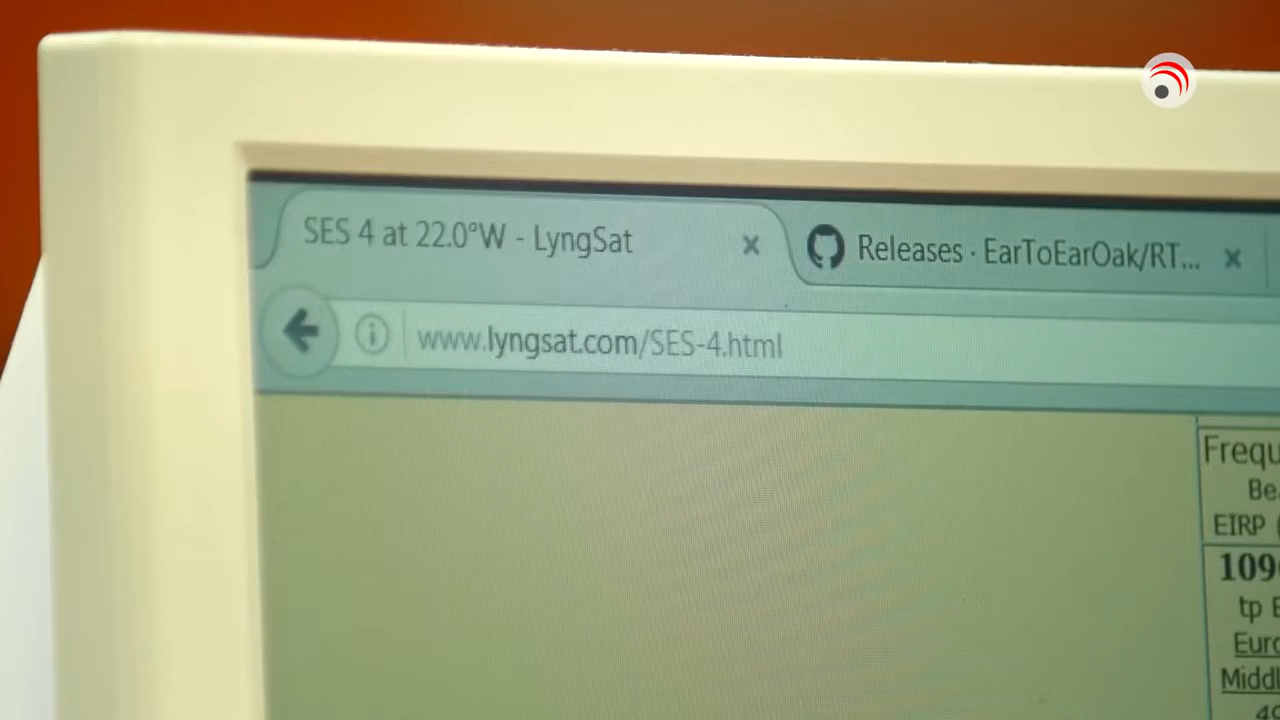 SES 4 at 22.0°W - LyngSat
Releases · EarToEarOak/RT...
www.lyngsat.com/SES-4.html
Frequ
Be
EIRP (
109
tp E
Euro
Middl